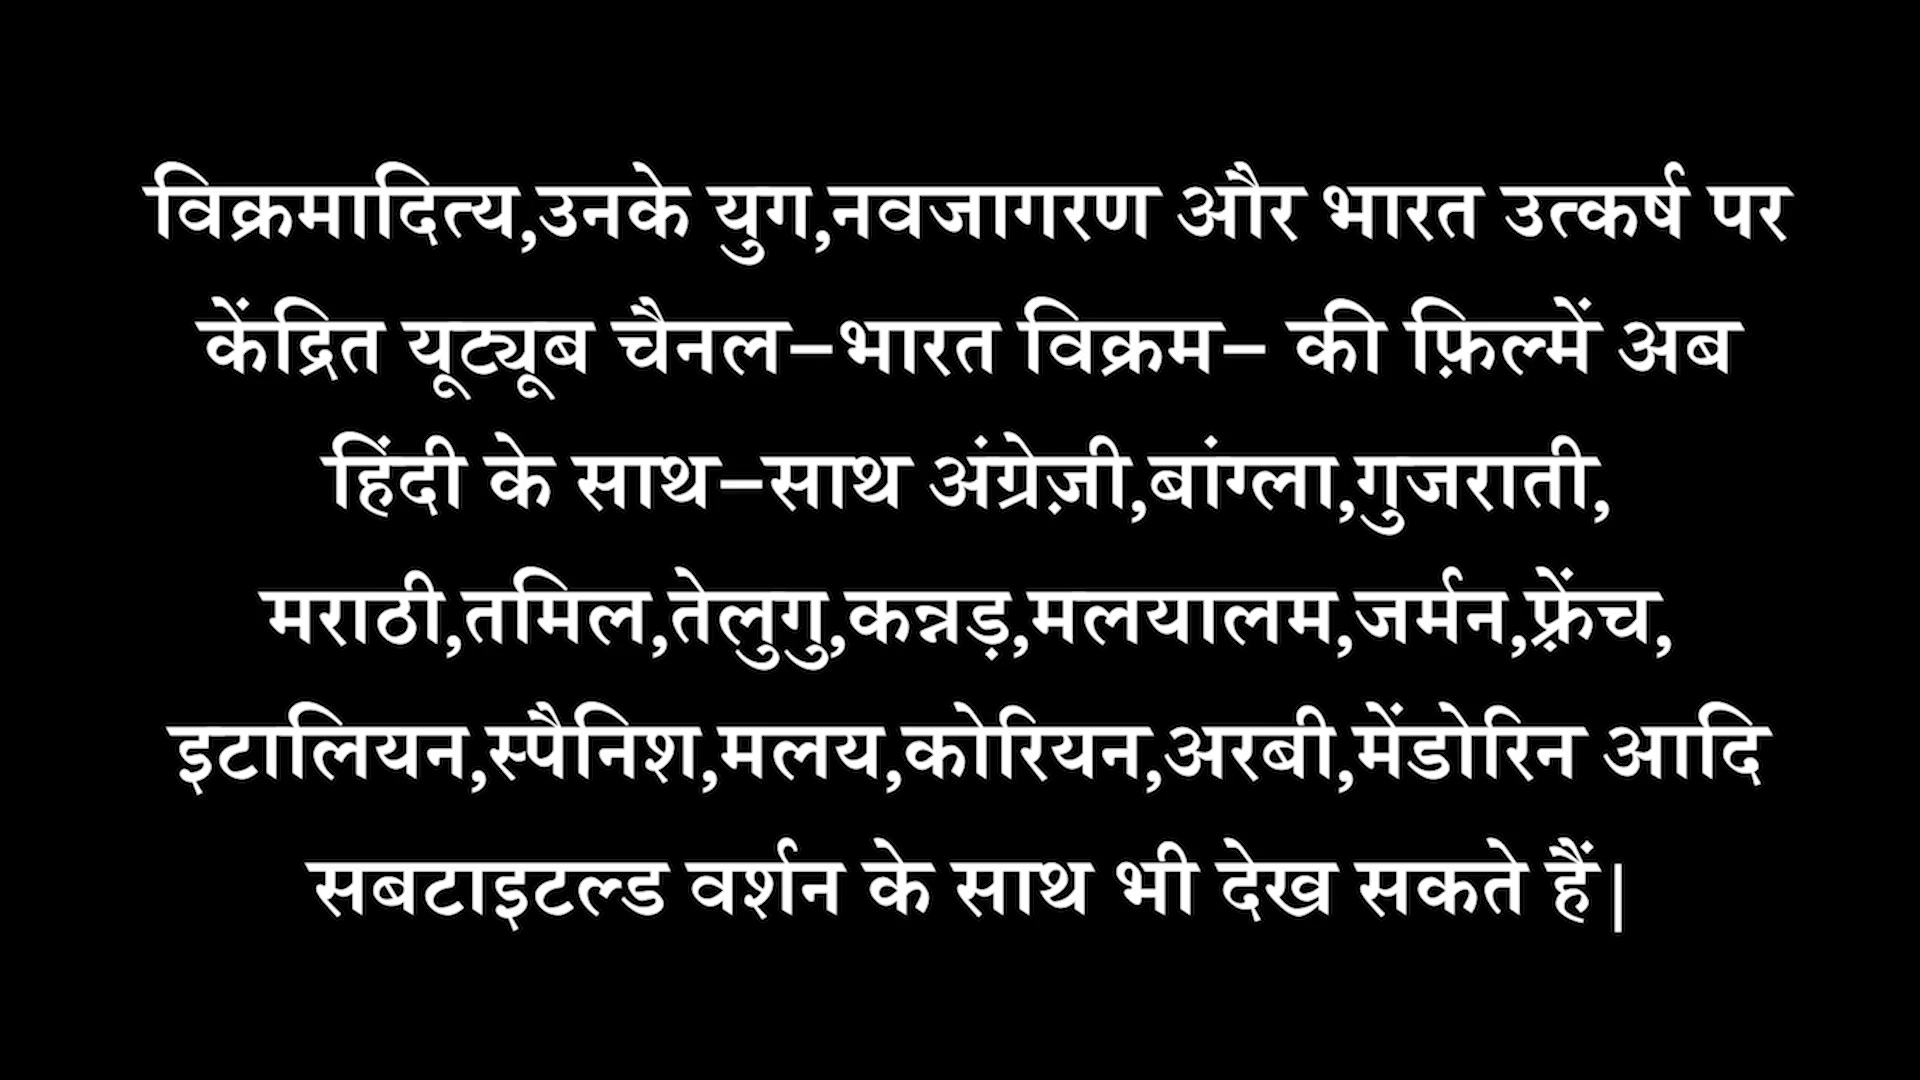 विक्रमादित्य,उनके युग,नवजागरण और भारत उत्कर्ष पर
केंद्रित यूट्यूब चैनल–भारत विक्रम– की फ़िल्में अब
हिंदी के साथ–साथ अंग्रेज़ी,बांग्ला,गुजराती,
मराठी,तमिल,तेलुगु,कन्नड़,मलयालम,जर्मन,फ़्रेंच,
इटालियन,स्पैनिश,मलय,कोरियन,अरबी,मेंडोरिन आदि
सबटाइटल्ड वर्शन के साथ भी देख सकते हैं|